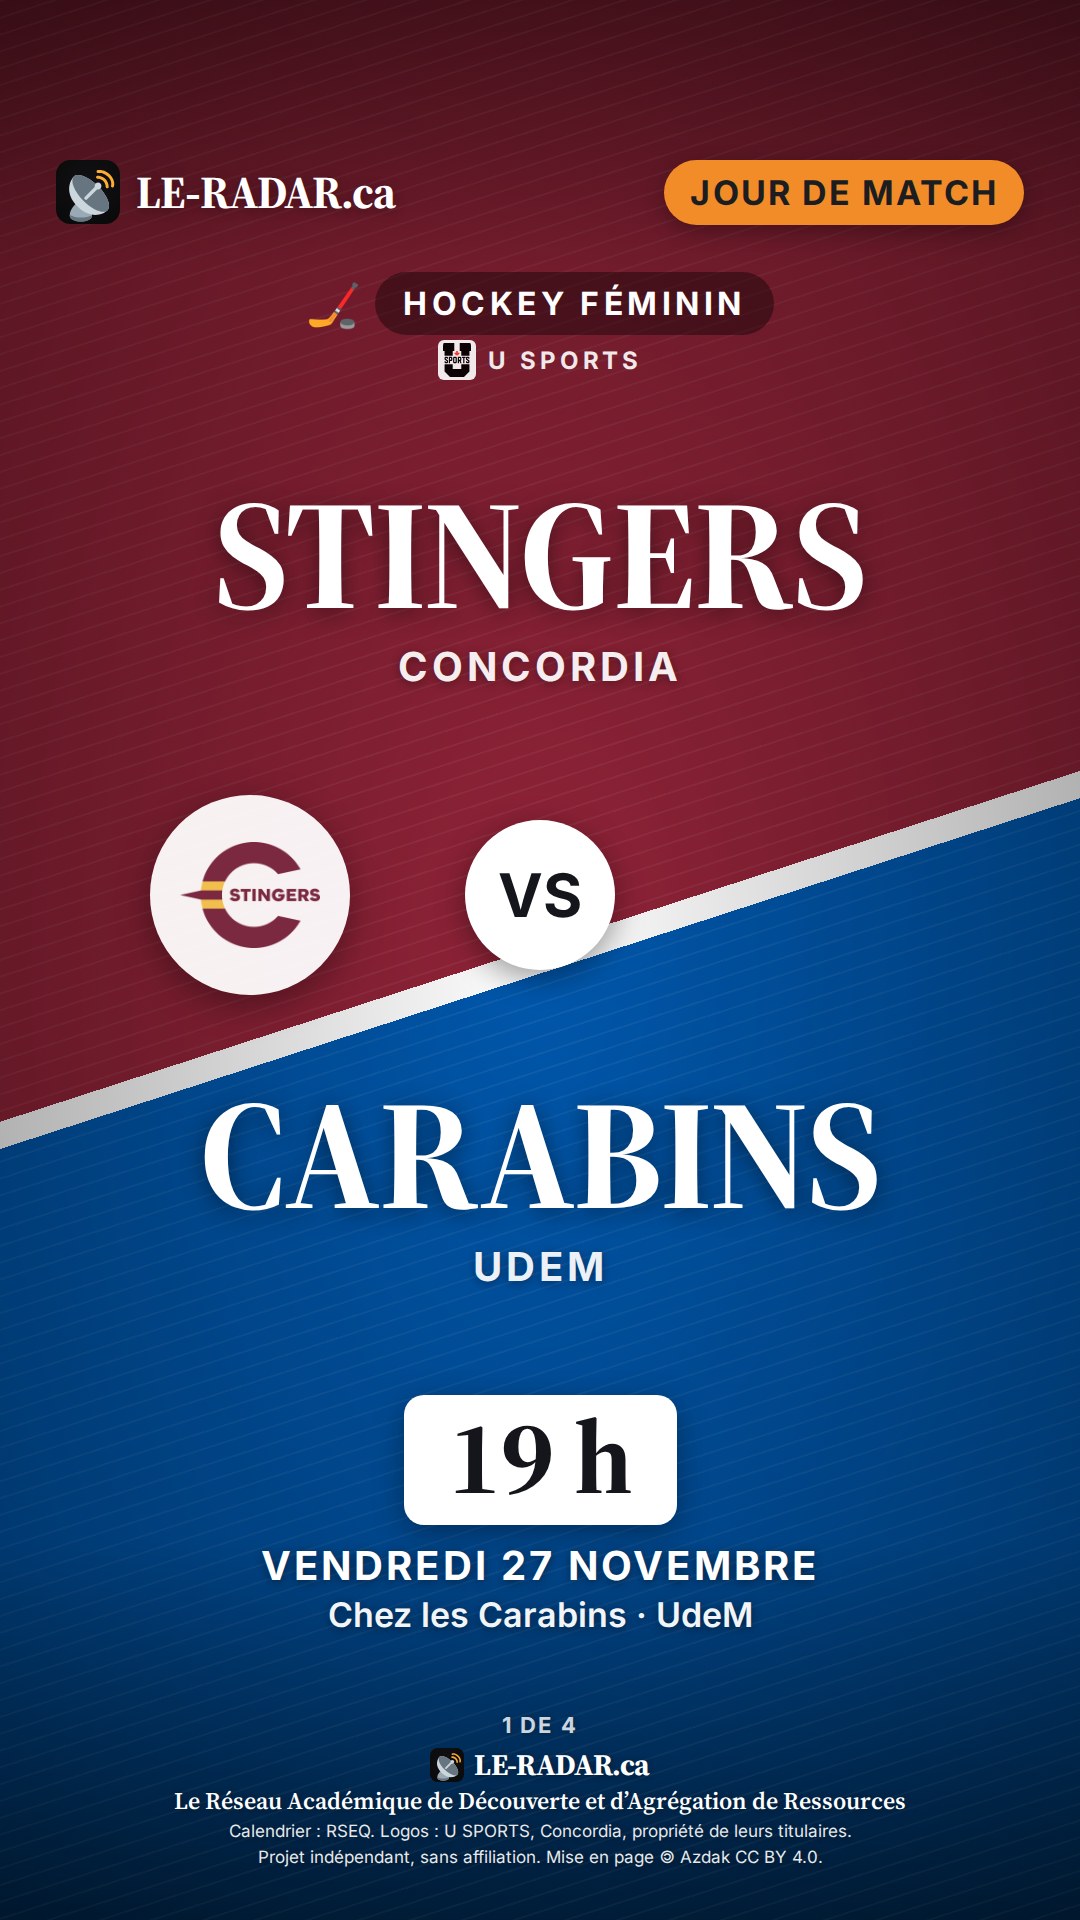 LE-RADAR.ca
JOUR DE MATCH
HOCKEY FÉMININ
SPORTS
U SPORTS
STINGERS
CONCORDIA
STINGERS
VS
CARABINS
UDEM
19 h
VENDREDI 27 NOVEMBRE
Chez les Carabins · UdeM
1 DE 4
LE-RADAR.ca
Le Réseau Académique de Découverte et d’Agrégation de Ressources
Calendrier : RSEQ. Logos : U SPORTS, Concordia, propriété de leurs titulaires.
Projet indépendant, sans affiliation. Mise en page 🄯 Azdak CC BY 4.0.